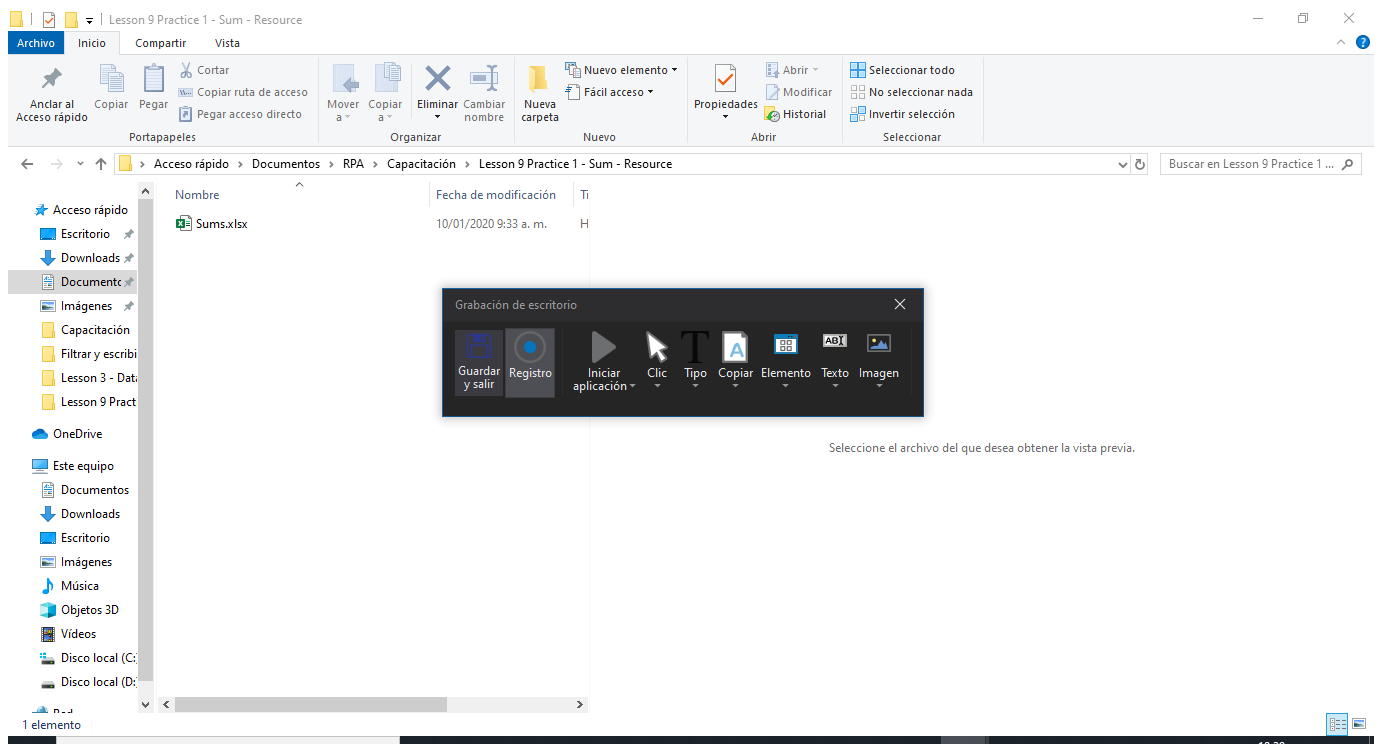 Lesson 9 Practice 1 - Sum - Resource
Archivo Inicio Compartir Vista
Anclar al Acceso rápido
Copiar
Pegar
Cortar
Copiar ruta de acceso
Pegar acceso directo
Portapapeles
Mover a
Copiar a
Eliminar
Cambiar nombre
Organizar
Nueva carpeta
Nuevo elemento
Fácil acceso
Nuevo
Propiedades
Abrir
Modificar
Historial
Abrir
Seleccionar todo
No seleccionar nada
Invertir selección
Seleccionar
Acceso rápido Documentos RPA Capacitación Lesson 9 Practice 1 - Sum - Resource
Buscar en Lesson 9 Practice 1 ...
Nombre Fecha de modificación Ti
Sums.xlsx 10/01/2020 9:33 a. m. H
Acceso rápido
Escritorio
Downloads
Documento
Imágenes
Capacitación
Filtrar y escribi
Lesson 3 - Data
Lesson 9 Pract
OneDrive
Este equipo
Documentos
Downloads
Escritorio
Imágenes
Música
Objetos 3D
Vídeos
Disco local (C:)
Disco local (D:
Grabación de escritorio
Guardar y salir
Registro
Iniciar aplicación
Clic
Tipo
Copiar
Elemento
Texto
Imagen
Seleccione el archivo del que desea obtener la vista previa.
1 elemento